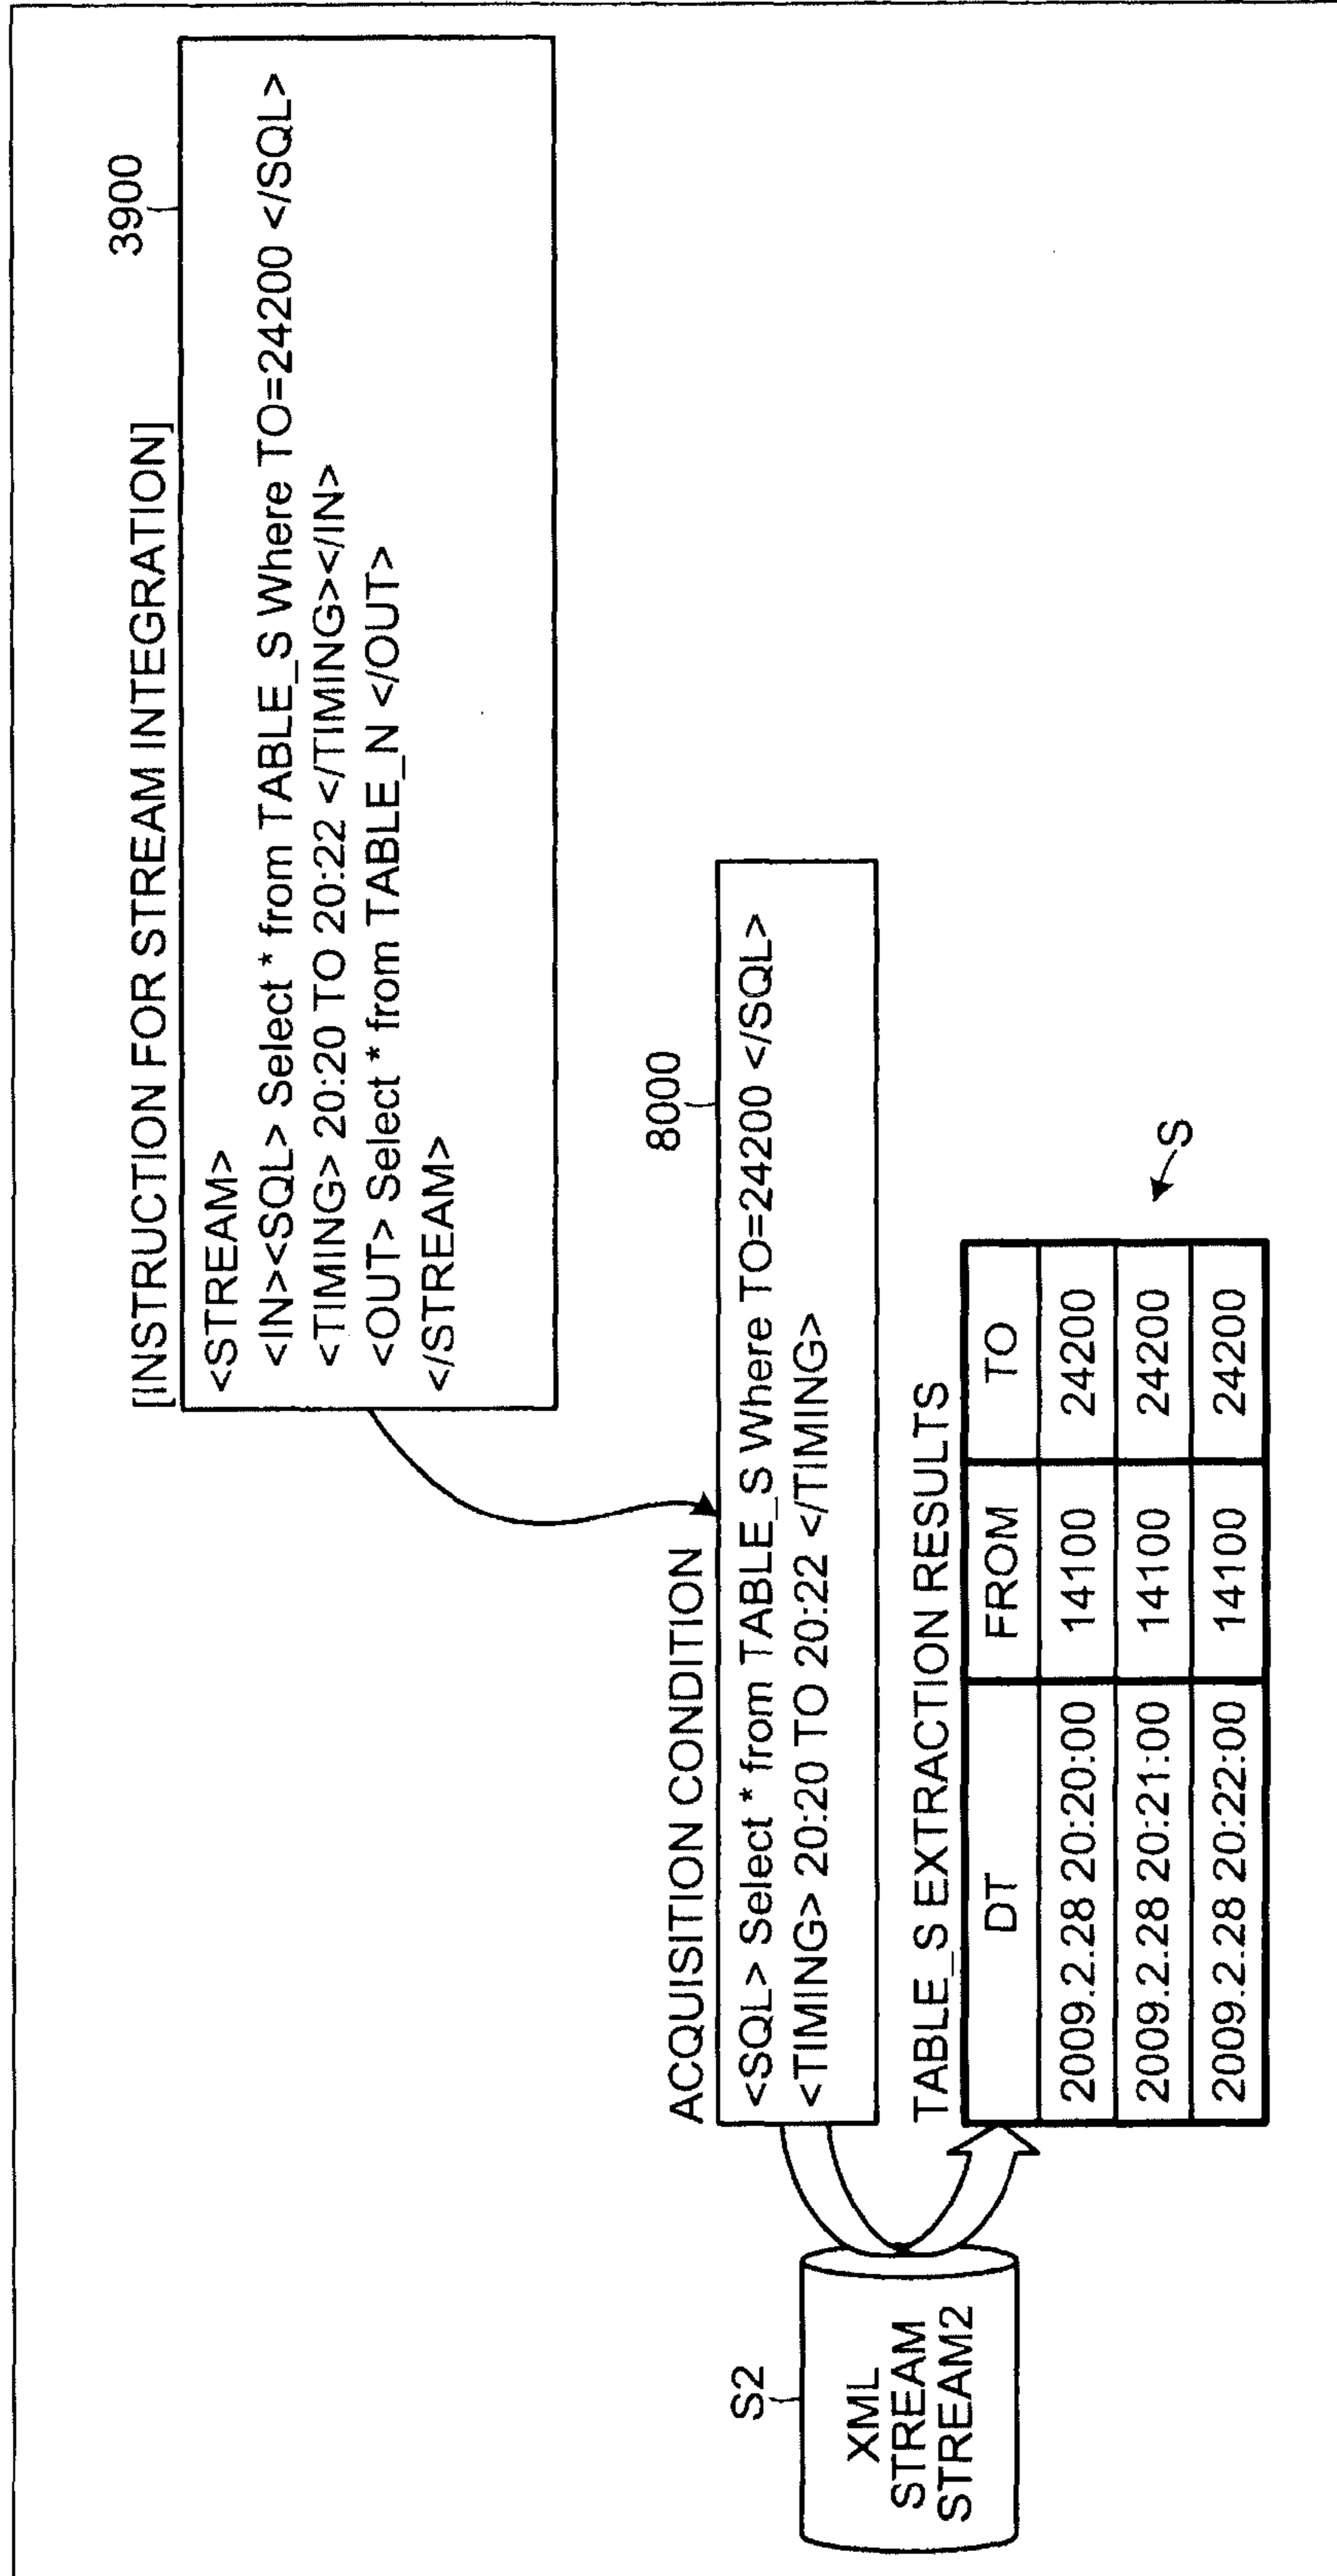 [INSTRUCTION FOR STREAM INTEGRATION]
3900
<STREAM>
<IN><SQL> Select * from TABLE_S Where TO=24200 </SQL>
<TIMING> 20:20 TO 20:22 </TIMING></IN>
<OUT> Select * from TABLE_N </OUT>
</STREAM>
ACQUISITION CONDITION
8000
<SQL> Select * from TABLE_S Where TO=24200 </SQL>
<TIMING> 20:20 TO 20:22 </TIMING>
S2
XML
STREAM
STREAM2
TABLE_S EXTRACTION RESULTS
DT FROM TO
2009.2.28 20:20:00 14100 24200
2009.2.28 20:21:00 14100 24200
2009.2.28 20:22:00 14100 24200
S